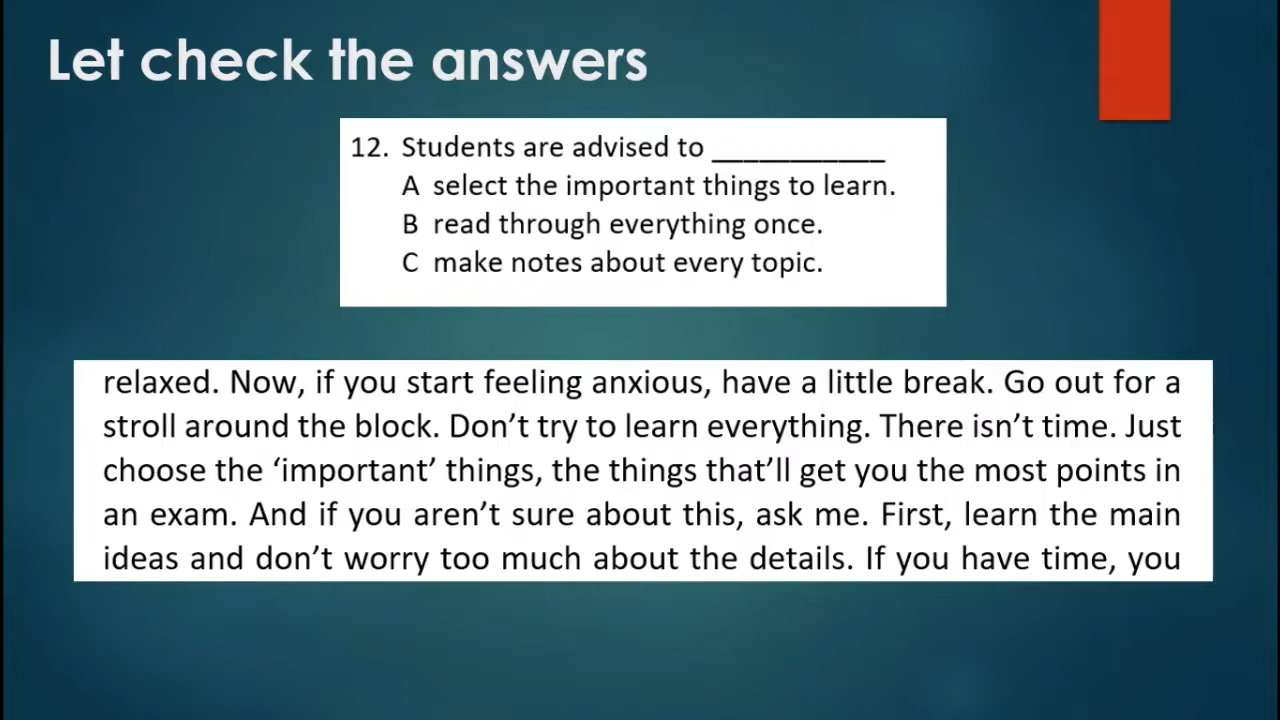 Let check the answers
12. Students are advised to ___________
A select the important things to learn.
B read through everything once.
C make notes about every topic.
relaxed. Now, if you start feeling anxious, have a little break. Go out for a
stroll around the block. Don’t try to learn everything. There isn’t time. Just
choose the ‘important’ things, the things that’ll get you the most points in
an exam. And if you aren’t sure about this, ask me. First, learn the main
ideas and don’t worry too much about the details. If you have time, you